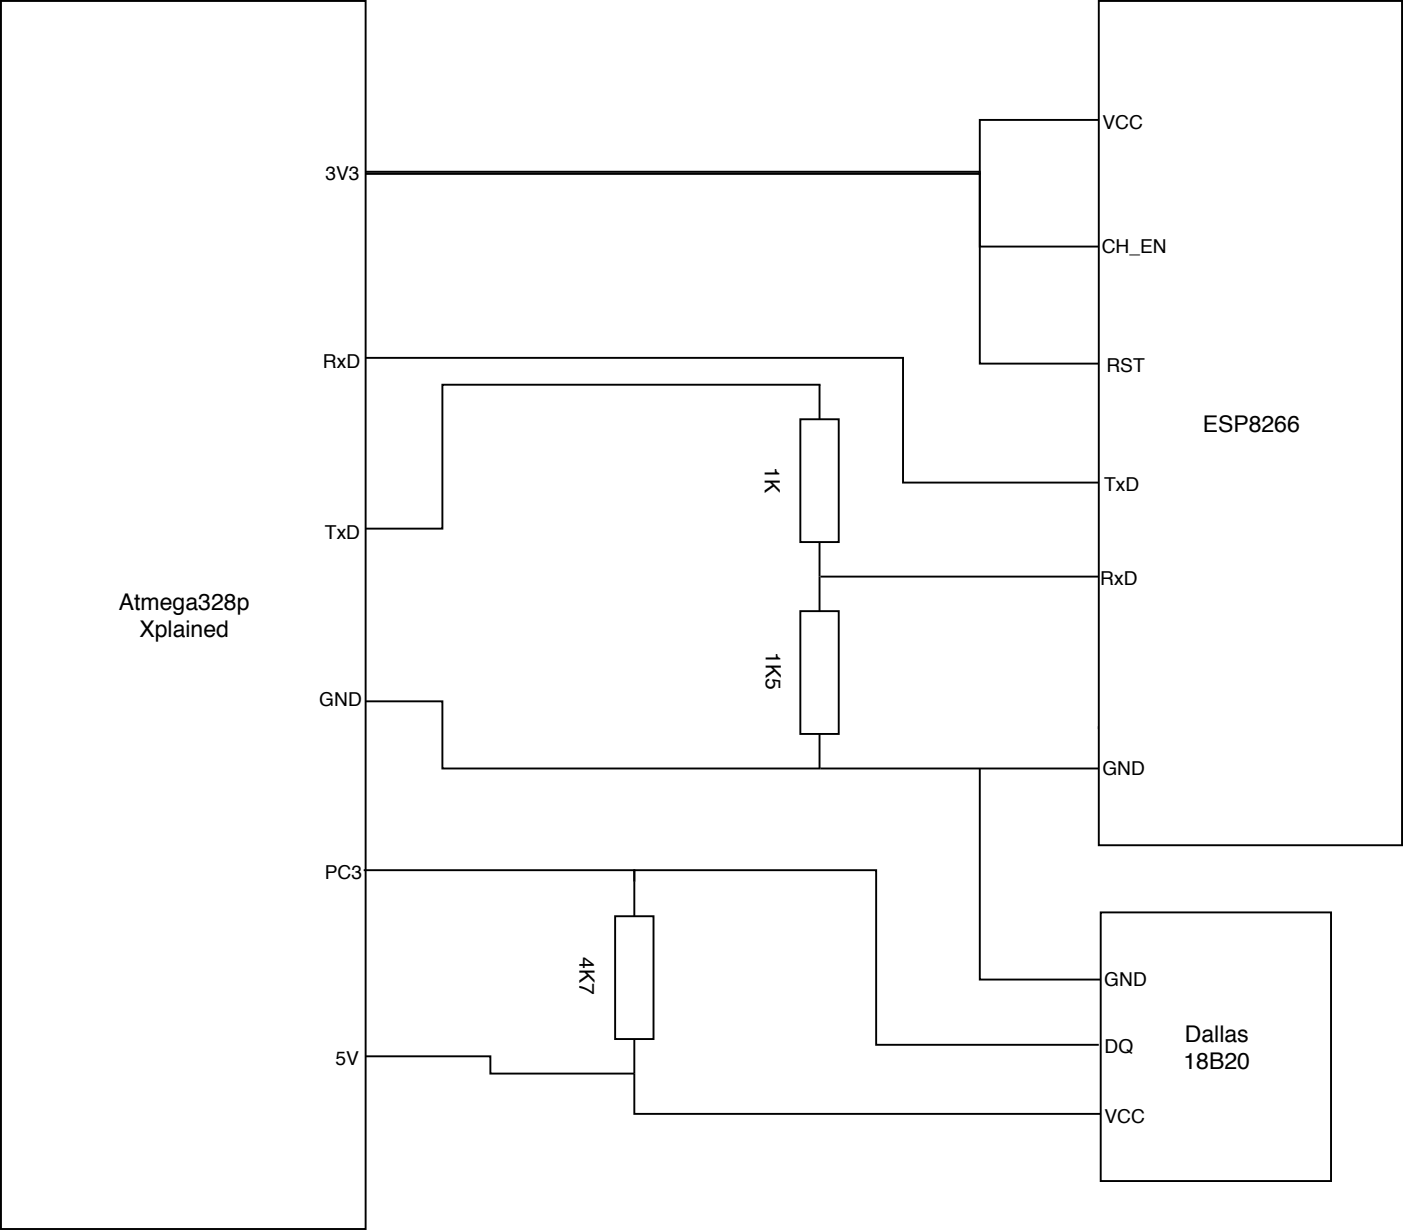 VCC
3V3
CH_EN
RxD
RST
ESP8266
1K
TxD
TxD
RxD
Atmega328p
Xplained
1K5
GND
GND
PC3
4K7
GND
Dallas
18B20
DQ
5V
VCC